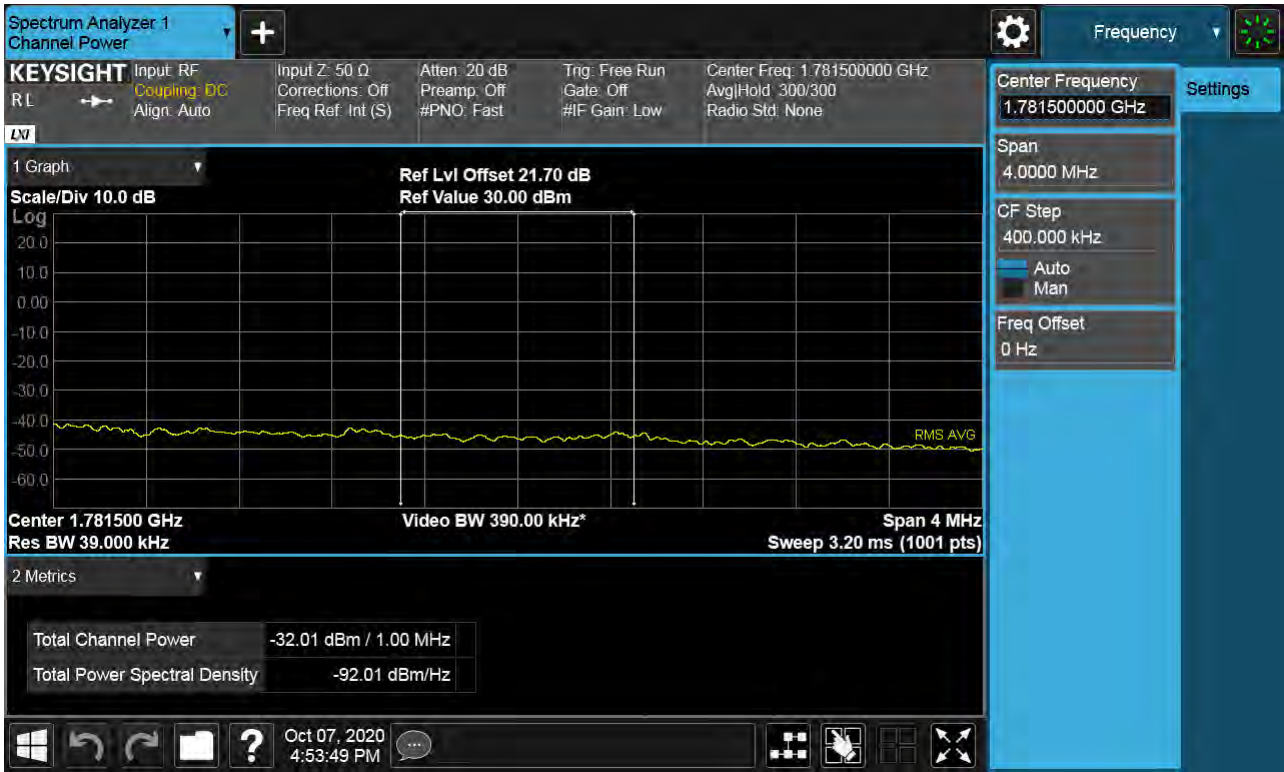 Spectrum Analyzer 1
Channel Power
+
Frequency
KEYSIGHT
RL
LXI
Input: RF
Coupling: DC
Align: Auto
Input Z: 50 Ω
Corrections: Off
Freq Ref: Int (S)
Atten: 20 dB
Preamp: Off
#PNO: Fast
Trig: Free Run
Gate: Off
#IF Gain: Low
Center Freq: 1.781500000 GHz
Avg|Hold: 300/300
Radio Std: None
Center Frequency
1.781500000 GHz
Settings
Span
4.0000 MHz
CF Step
400.000 kHz
Auto
Man
Freq Offset
0 Hz
1 Graph
Scale/Div 10.0 dB
Ref Lvl Offset 21.70 dB
Ref Value 30.00 dBm
Log
20.0
10.0
0.00
-10.0
-20.0
-30.0
-40.0
-50.0
-60.0
RMS AVG
Center 1.781500 GHz
Res BW 39.000 kHz
Video BW 390.00 kHz*
Span 4 MHz
Sweep 3.20 ms (1001 pts)
2 Metrics
Total Channel Power -32.01 dBm / 1.00 MHz
Total Power Spectral Density -92.01 dBm/Hz
?
Oct 07, 2020
4:53:49 PM